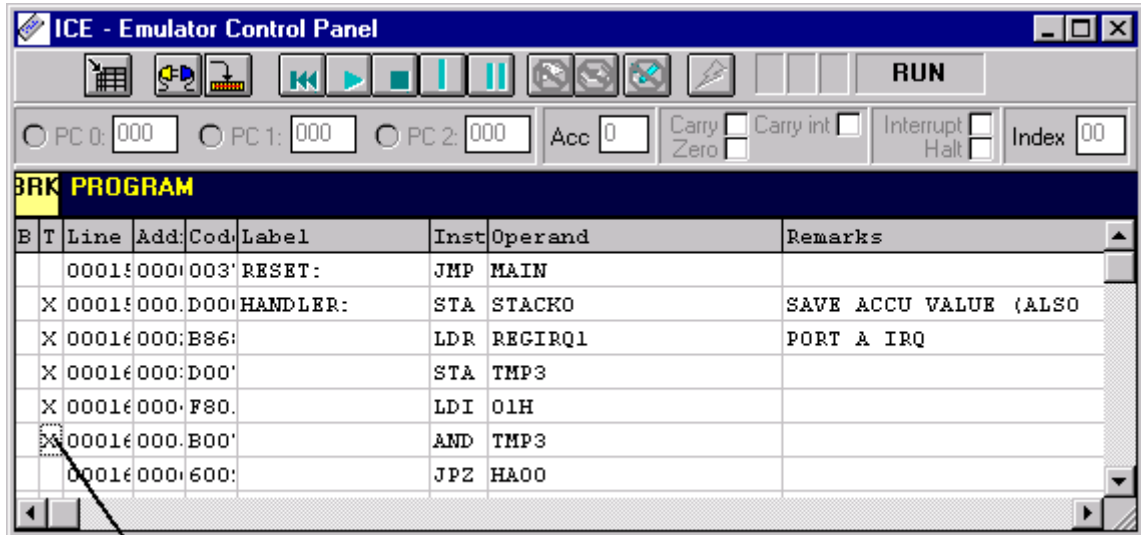 ICE - Emulator Control Panel
RUN
PC 0: 000 PC 1: 000 PC 2: 000 Acc 0 Carry Zero Carry int Interrupt Halt Index 00
BRK PROGRAM
B T Line Add Cod Label Inst Operand Remarks
RESET: JMP MAIN
X HANDLER: STA STACK0 SAVE ACCU VALUE (ALSO
X LDR REGIRQ1 PORT A IRQ
X STA TMP3
X LDI 01H
X AND TMP3
JPZ HA00